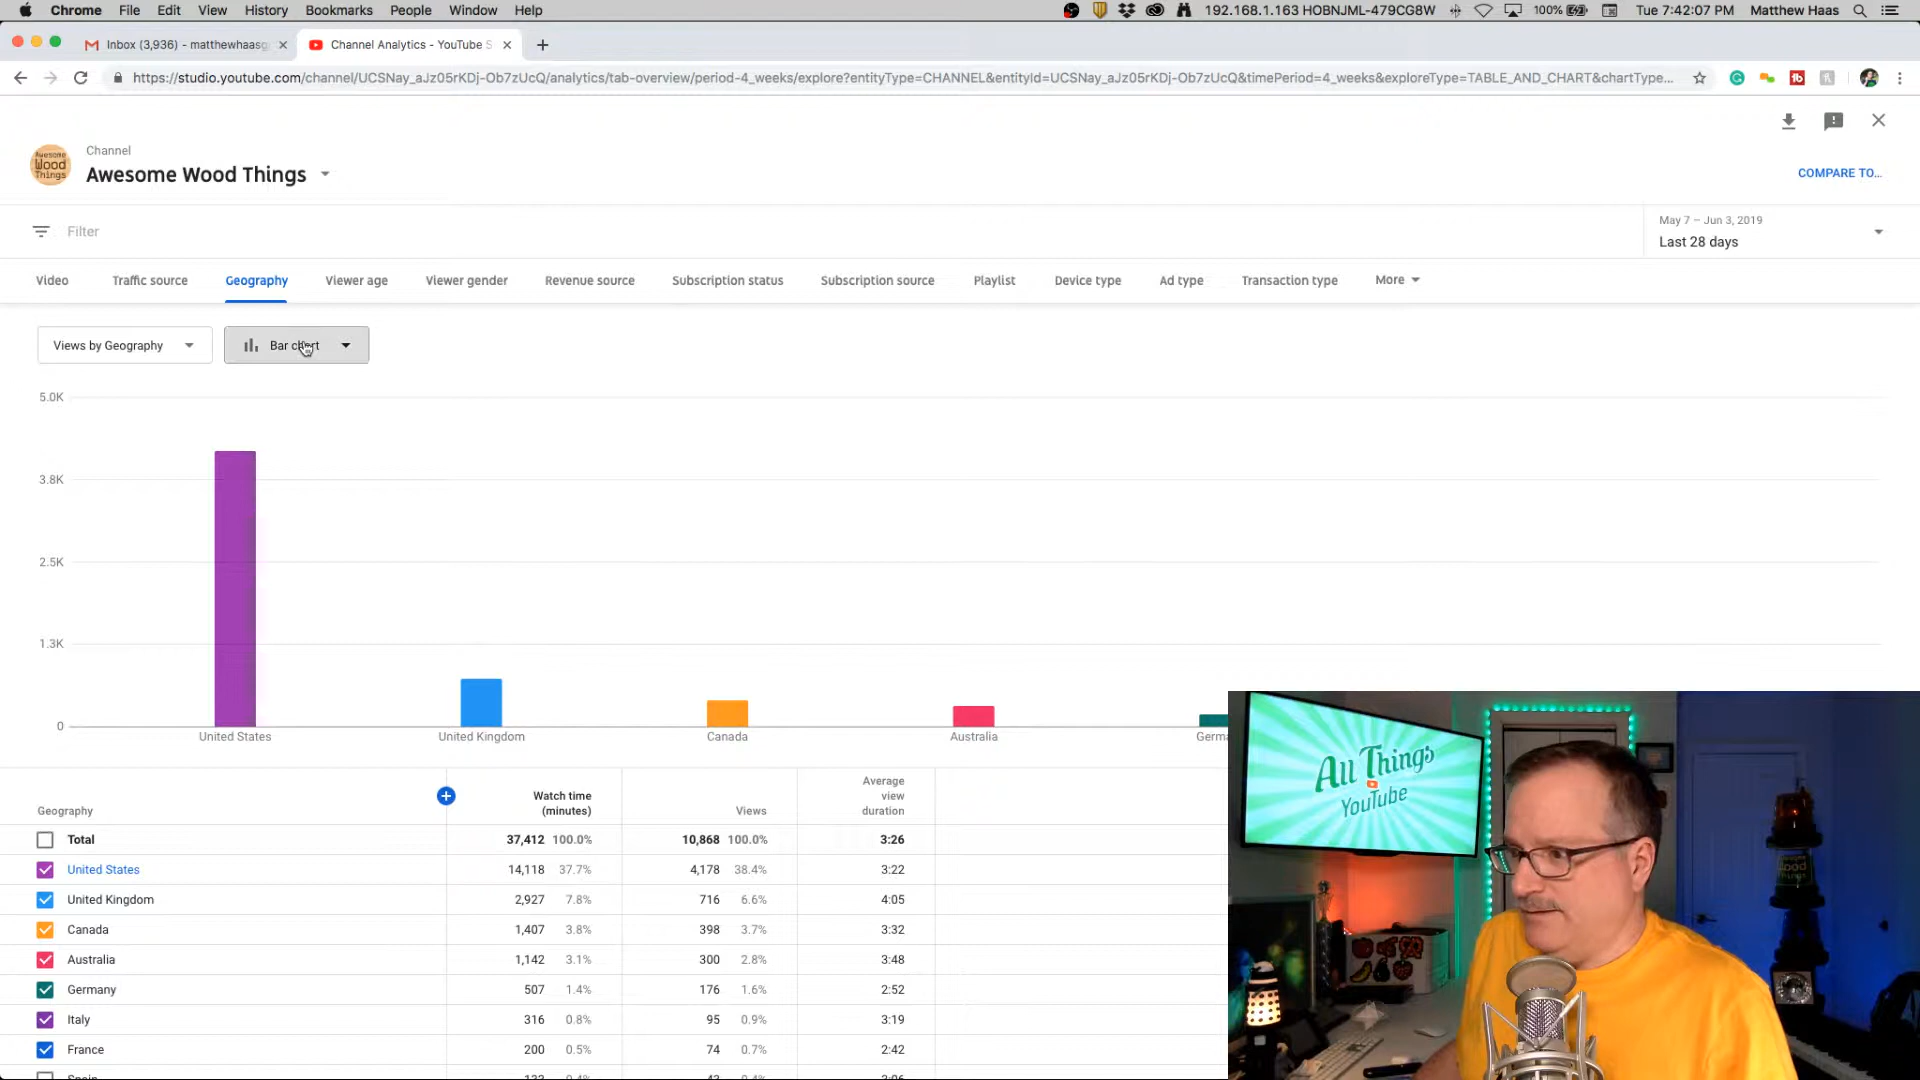 Chrome File Edit View History Bookmarks People Window Help 192.168.1.163 HOBNJML-479CG8W 100% Tue 7:42:07 PM Matthew Haas
Inbox (3,936) - matthewhaasg Channel Analytics - YouTube S
https://studio.youtube.com/channel/UCSNay_aJz05rKDj-Ob7zUcQ/analytics/tab-overview/period-4_weeks/explore?entityType=CHANNEL&entityId=UCSNay_aJz05rKDj-Ob7zUcQ&timePeriod=4_weeks&exploreType=TABLE_AND_CHART&chartType...
Awesome Wood Things
Channel
Awesome Wood Things
COMPARE TO...
Filter
May 7 – Jun 3, 2019
Last 28 days
Video Traffic source Geography Viewer age Viewer gender Revenue source Subscription status Subscription source Playlist Device type Ad type Transaction type More
Views by Geography Bar chart
5.0K
3.8K
2.5K
1.3K
0
United States United Kingdom Canada Australia Germ
Geography Watch time (minutes) Views Average view duration
Total 37,412 100.0% 10,868 100.0% 3:26
United States 14,118 37.7% 4,178 38.4% 3:22
United Kingdom 2,927 7.8% 716 6.6% 4:05
Canada 1,407 3.8% 398 3.7% 3:32
Australia 1,142 3.1% 300 2.8% 3:48
Germany 507 1.4% 176 1.6% 2:52
Italy 316 0.8% 95 0.9% 3:19
France 200 0.5% 74 0.7% 2:42
All Things
YouTube